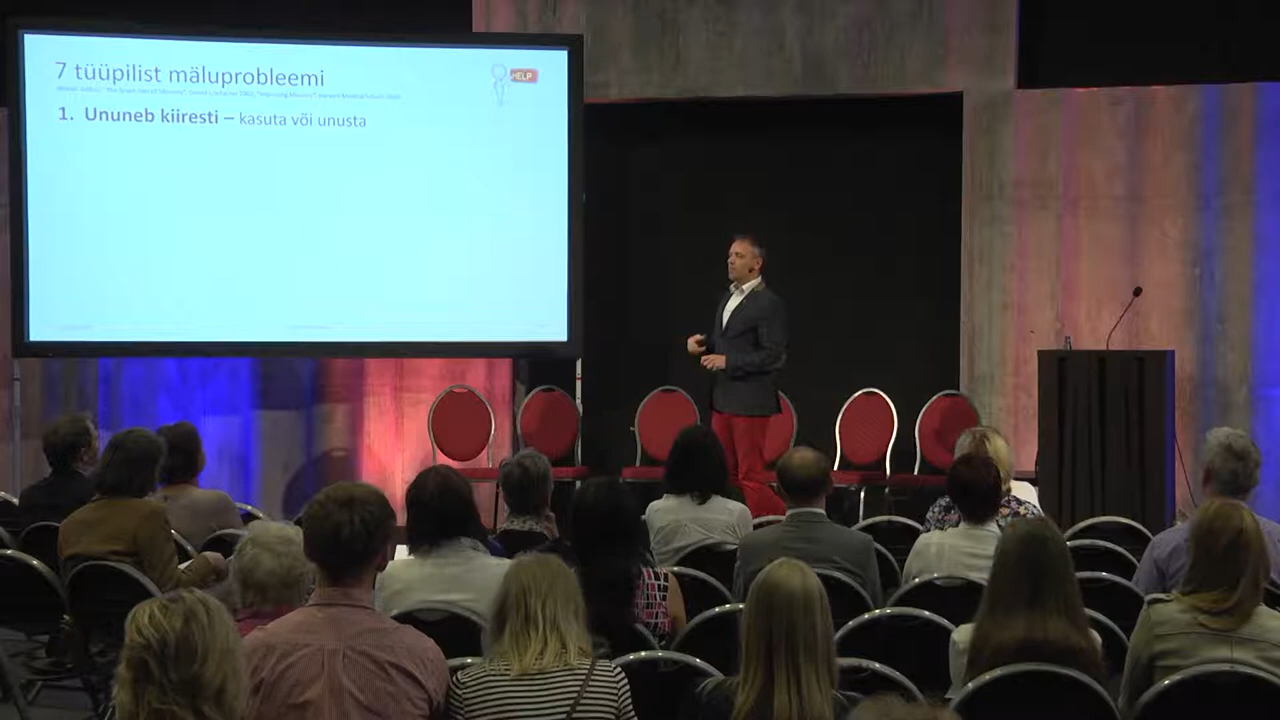 7 tüüpilist mäluprobleemi
HELP
1. Ununeb kiiresti – kasuta või unusta